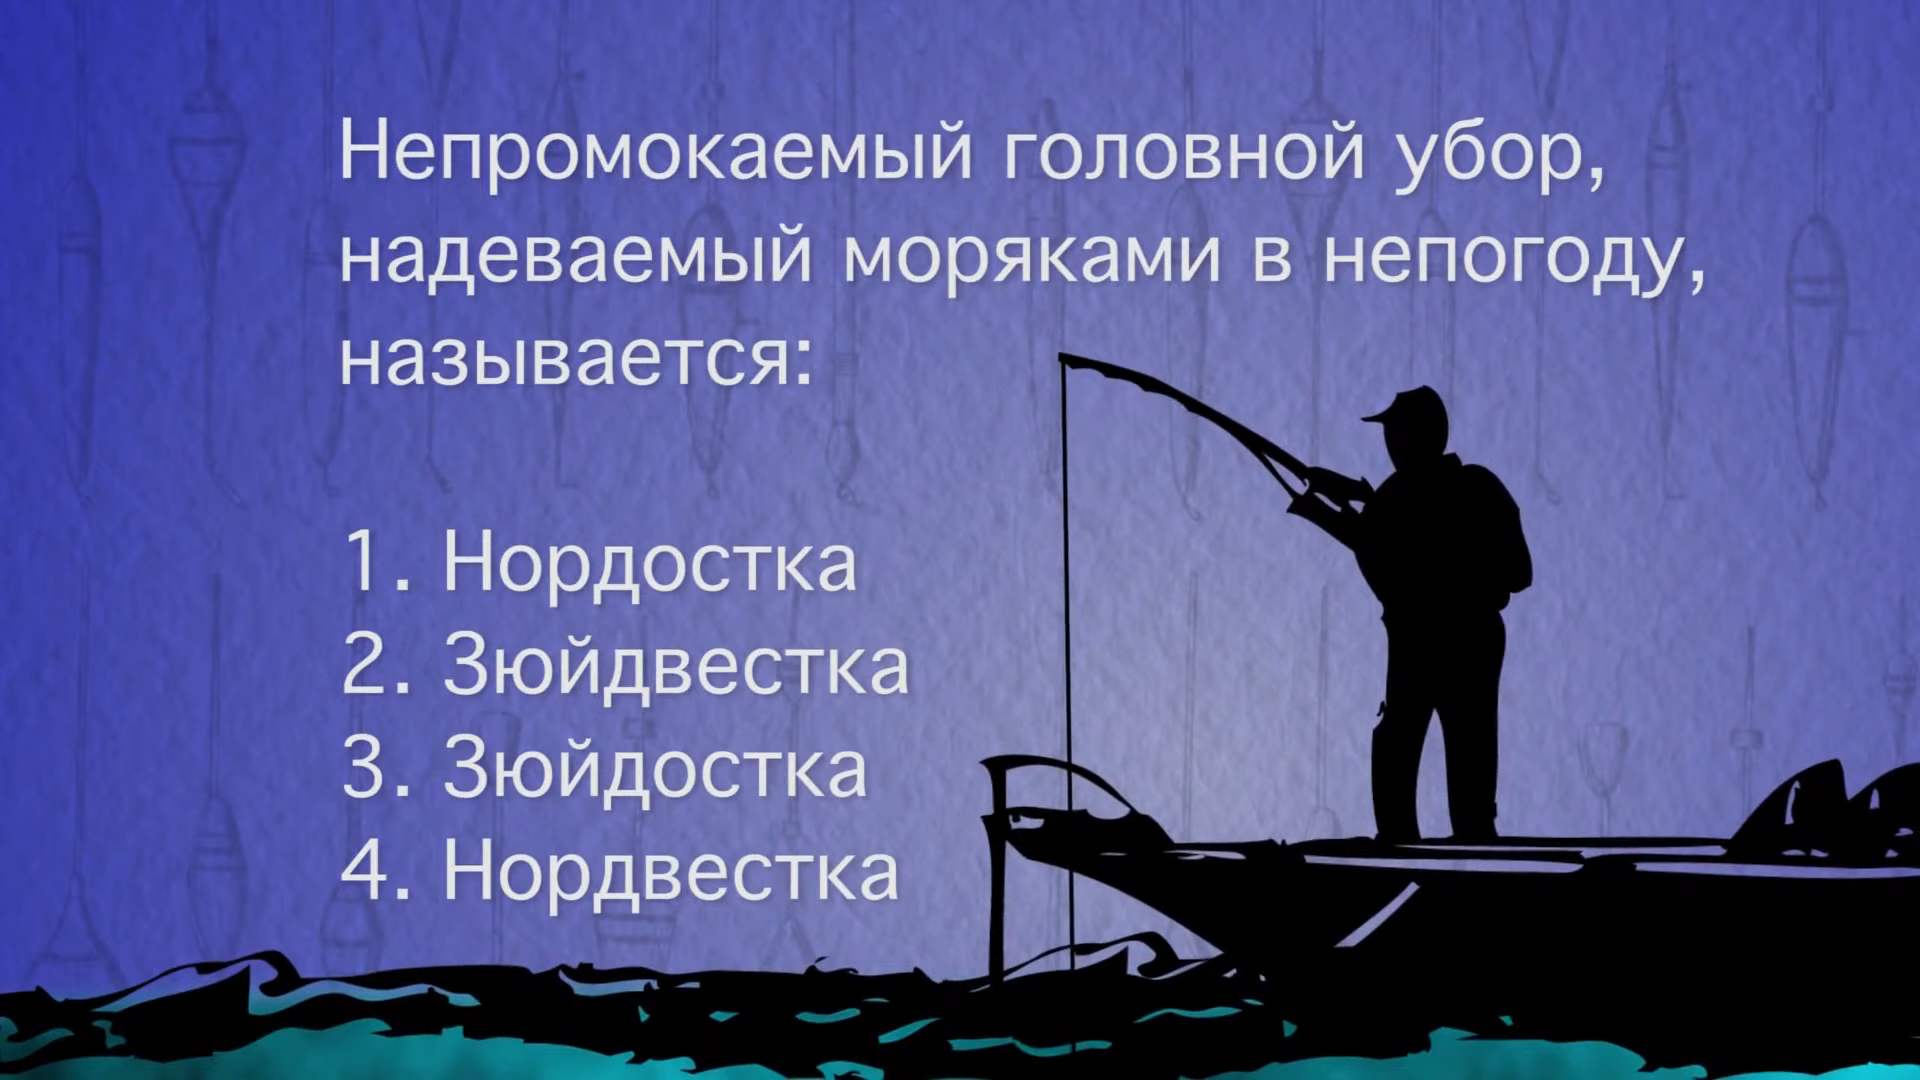 Непромокаемый головной убор,
надеваемый моряками в непогоду,
называется:
1. Нордостка
2. Зюйдвестка
3. Зюйдостка
4. Нордвестка